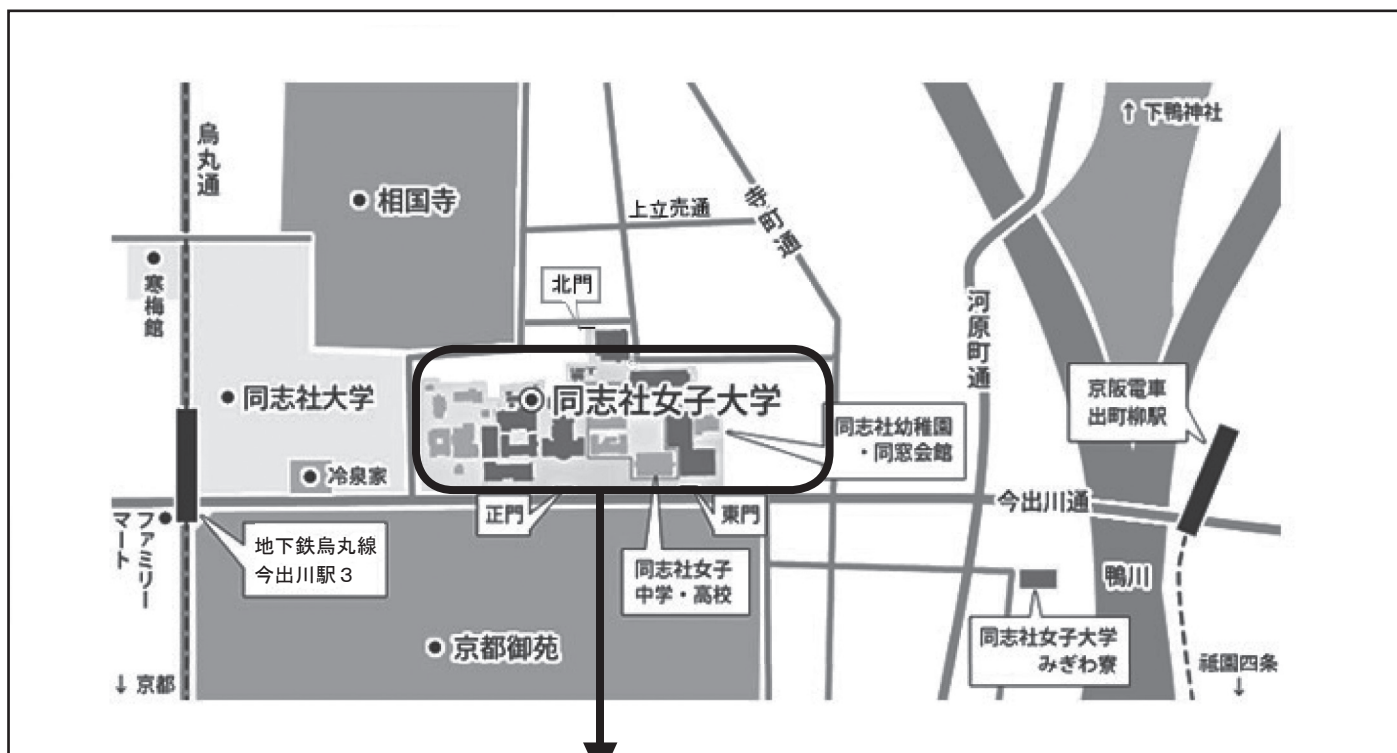 ↑ 下鴨神社
烏丸通
相国寺
上立売通
寺町通
寒梅館
北門
河原町通
京阪電車
出町柳駅
同志社大学
同志社女子大学
同志社幼稚園
・同窓会館
冷泉家
正門
東門
今出川通
ファミリー
マート
地下鉄烏丸線
今出川駅3
同志社女子
中学・高校
鴨川
同志社女子大学
みぎわ寮
京都御苑
祗園四条
↓
↓ 京都